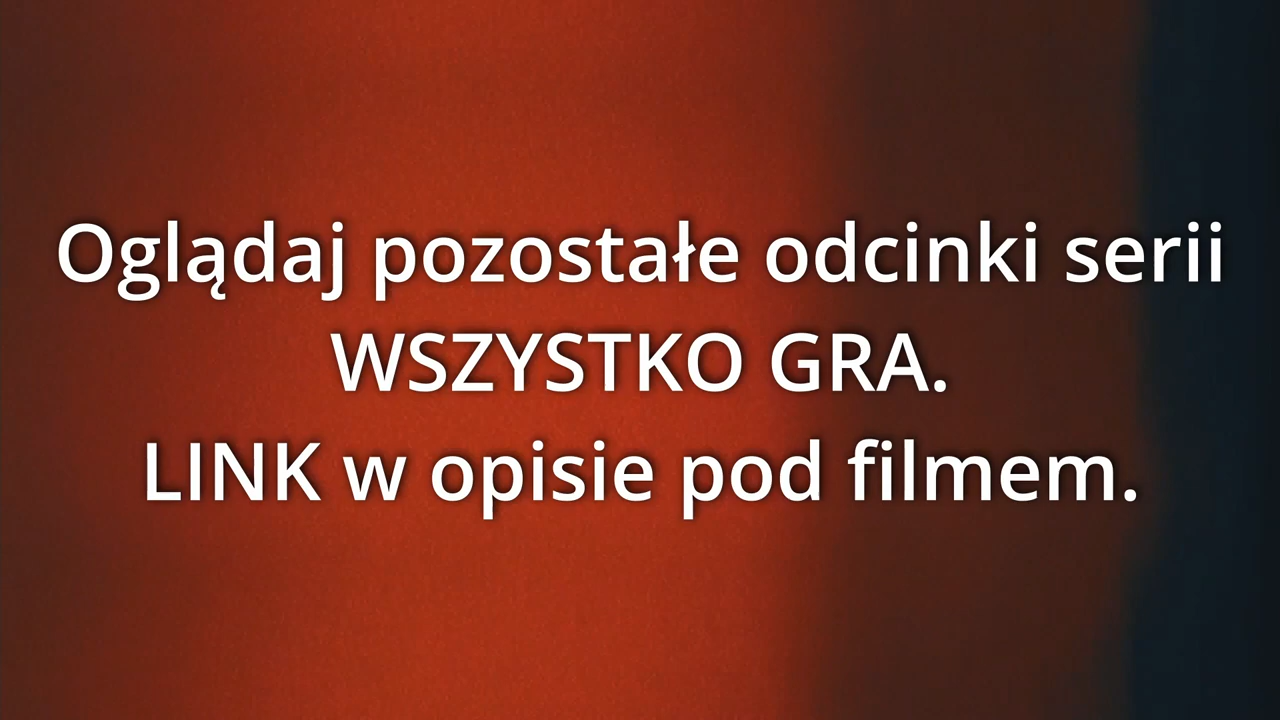 Oglądaj pozostałe odcinki serii
WSZYSTKO GRA.
LINK w opisie pod filmem.